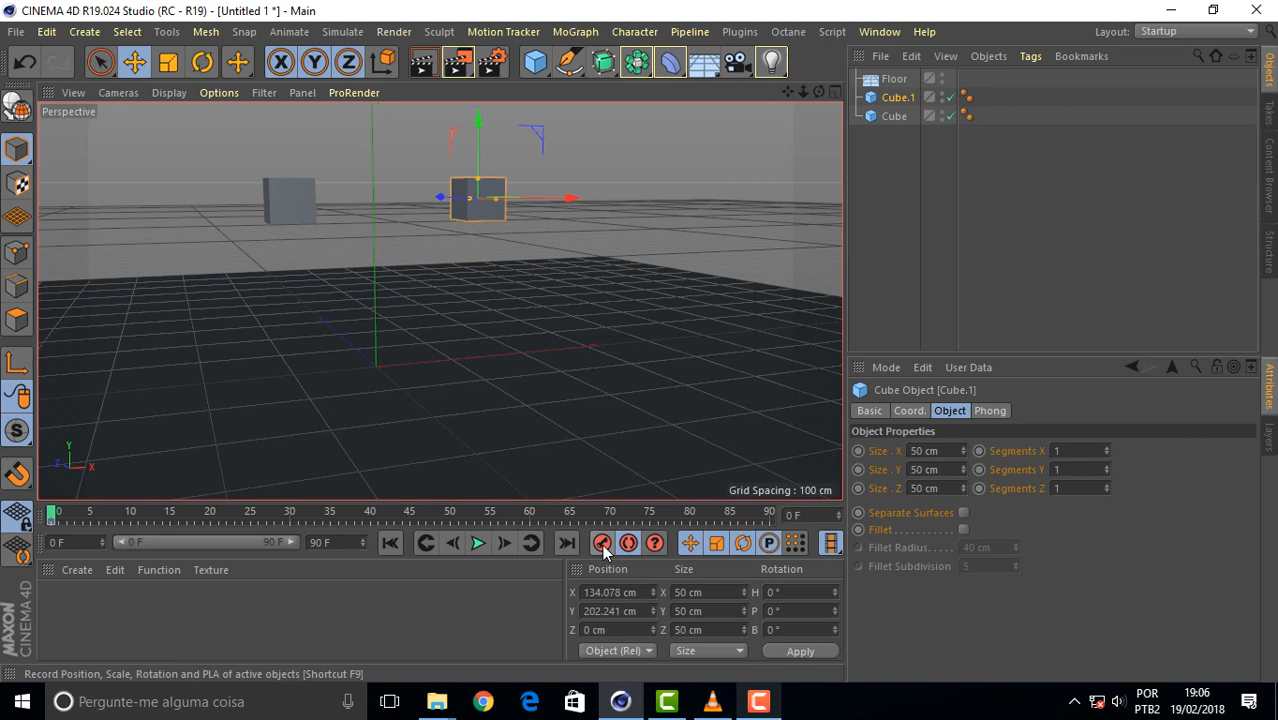 CINEMA 4D R19.024 Studio (RC - R19) - [Untitled 1 *] - Main
File Edit Create Select Tools Mesh Snap Animate Simulate Render Sculpt Motion Tracker MoGraph Character Pipeline Plugins Octane Script Window Help Layout: Startup
X Y Z
File Edit View Objects Tags Bookmarks
View Cameras Display Options Filter Panel ProRender
Floor
Cube.1
Cube
Perspective
Y
Z X
Grid Spacing : 100 cm
Objects
Takes
Content Browser
Structure
Attributes
Layers
Mode Edit User Data
Cube Object [Cube.1]
Basic Coord. Object Phong
Object Properties
Size . X 50 cm Segments X 1
Size . Y 50 cm Segments Y 1
Size . Z 50 cm Segments Z 1
Separate Surfaces
Fillet . . . . . . . . . . . .
Fillet Radius. . . . . 40 cm
Fillet Subdivision 5
0 5 10 15 20 25 30 35 40 45 50 55 60 65 70 75 80 85 90 0 F
0 F 0 F 90 F 90 F
Create Edit Function Texture
Position Size Rotation
X 134.078 cm X 50 cm H 0 °
Y 202.241 cm Y 50 cm P 0 °
Z 0 cm Z 50 cm B 0 °
Object (Rel) Size Apply
MAXON
CINEMA 4D
Record Position, Scale, Rotation and PLA of active objects [Shortcut F9]
Pergunte-me alguma coisa
POR
PTB2
19:06
19/02/2018